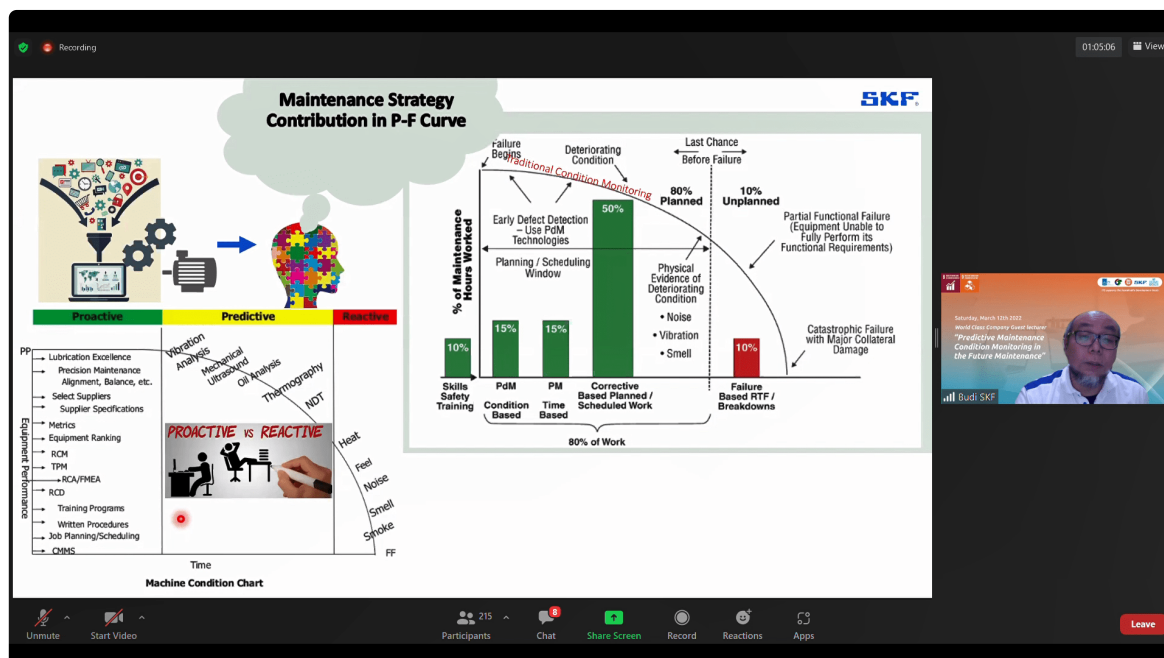 Recording
01:05:06
View
Maintenance Strategy
Contribution in P-F Curve
SKF
Proactive
Predictive
Reactive
PP
Lubrication Excellence
Precision Maintenance
Alignment, Balance, etc.
Select Suppliers
Supplier Specifications
Metrics
Equipment Ranking
RCM
TPM
RCA/FMEA
RCD
Training Programs
Written Procedures
Job Planning/Scheduling
CMMS
Equipment Performance
Vibration
Analysis
Mechanical
Ultrasound
Oil Analysis
Thermography
NDT
PROACTIVE VS REACTIVE
Heat
Feel
Noise
Smell
Smoke
FF
Time
Machine Condition Chart
Failure
Begins
Traditional Condition Monitoring
Deteriorating
Condition
Last Chance
Before Failure
80%
Planned
10%
Unplanned
50%
Early Defect Detection
– Use PdM
Technologies
Planning / Scheduling
Window
Partial Functional Failure
(Equipment Unable to
Fully Perform its
Functional Requirements)
Physical
Evidence of
Deteriorating
Condition
• Noise
• Vibration
• Smell
Catastrophic Failure
with Major Collateral
Damage
% of Maintenance
Hours Worked
10%
15%
15%
10%
Skills
Safety
Training
PdM
Condition
Based
PM
Time
Based
Corrective
Based Planned /
Scheduled Work
Failure
Based RTF /
Breakdowns
80% of Work
SKF
Saturday, March 12th 2022
World Class Company Guest lecturer
"Predictive Maintenance
Condition Monitoring in
the Future Maintenance"
Budi SKF
Unmute
Start Video
215
Participants
8
Chat
Share Screen
Record
Reactions
Apps
Leave